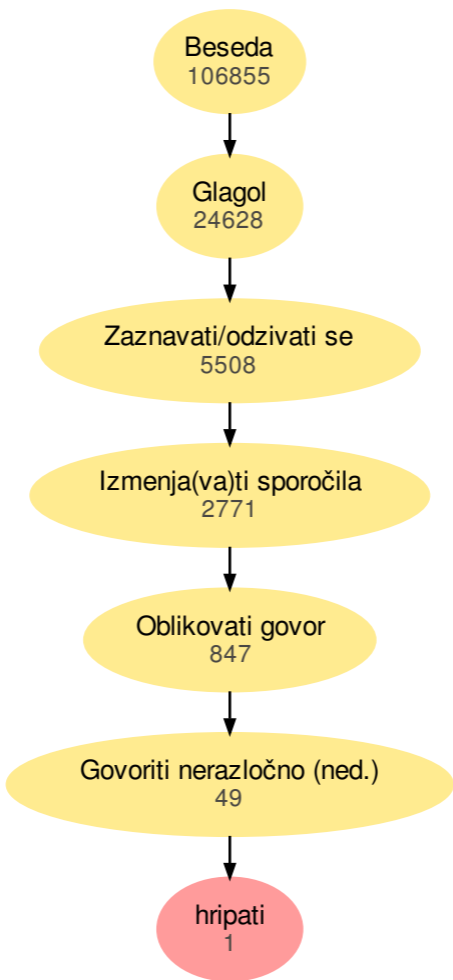 Beseda
106855
Glagol
24628
Zaznavati/odzivati se
5508
Izmenja(va)ti sporočila
2771
Oblikovati govor
847
Govoriti nerazločno (ned.)
49
hripati
1